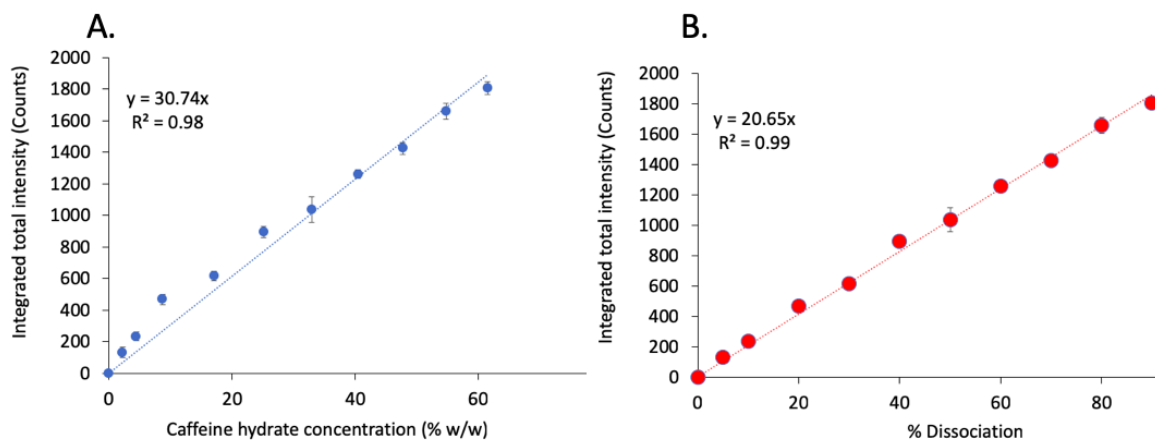 A.
2000
1800
1600
1400
1200
1000
800
600
400
200
0
y = 30.74x
R² = 0.98
Integrated total intensity (Counts)
0 20 40 60
Caffeine hydrate concentration (% w/w)
B.
2000
1800
1600
1400
1200
1000
800
600
400
200
0
y = 20.65x
R² = 0.99
Integrated total intensity (Counts)
0 20 40 60 80
% Dissociation